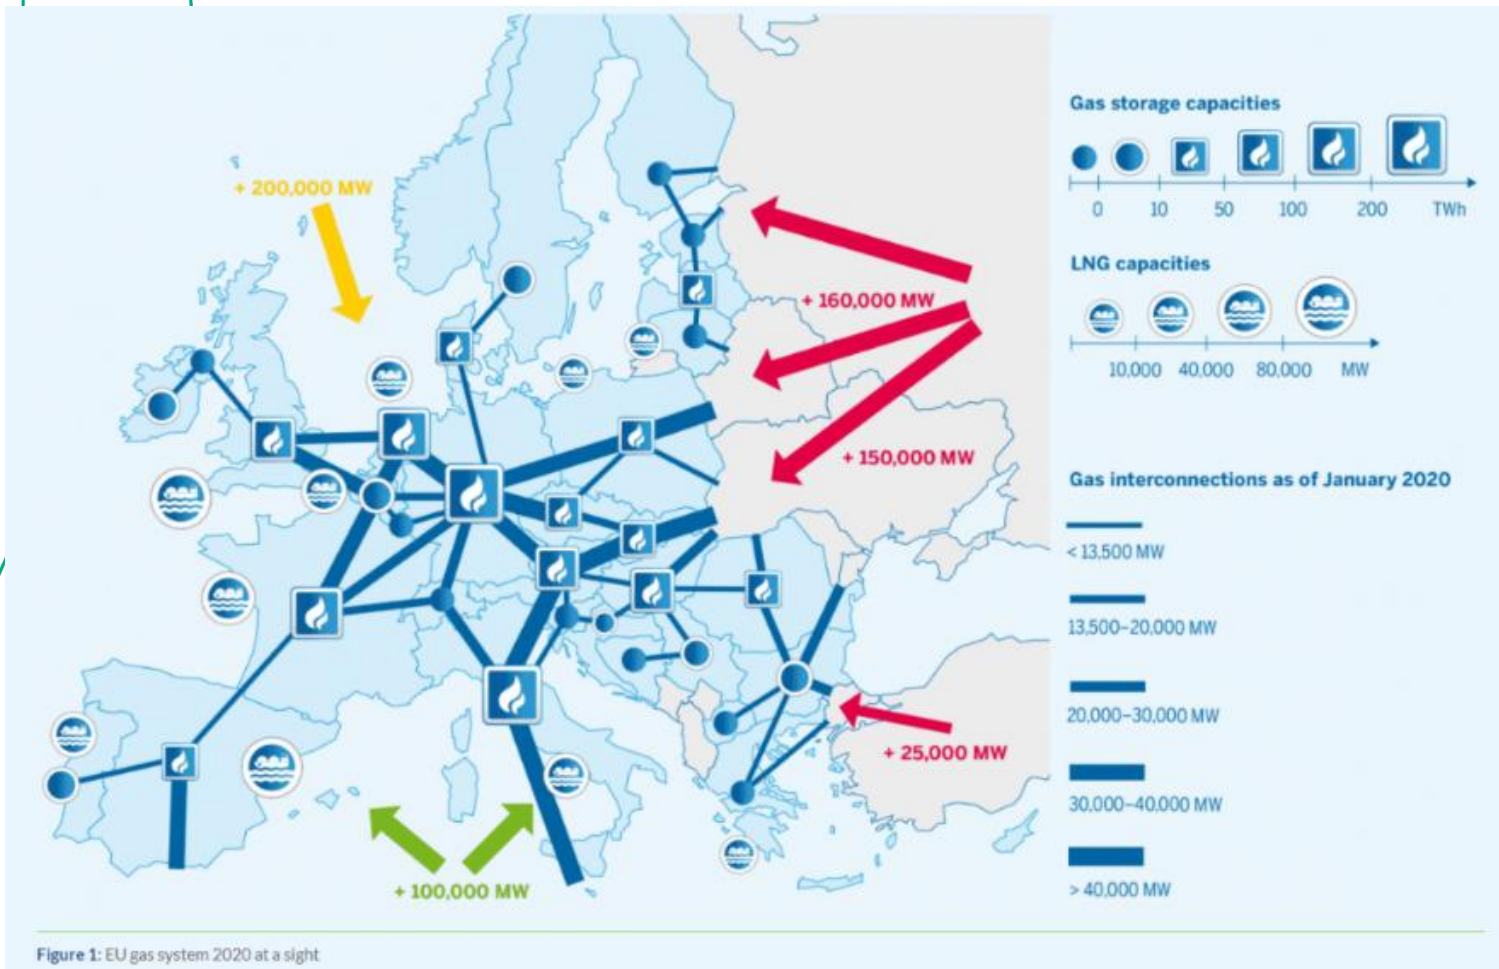 + 200,000 MW
+ 160,000 MW
+ 150,000 MW
+ 25,000 MW
+ 100,000 MW
Gas storage capacities
0 10 50 100 200 TWh
LNG capacities
10,000 40,000 80,000 MW
Gas interconnections as of January 2020
< 13.500 MW
13,500–20,000 MW
20,000–30,000 MW
30,000–40,000 MW
> 40,000 MW
Figure 1: EU gas system 2020 at a sight